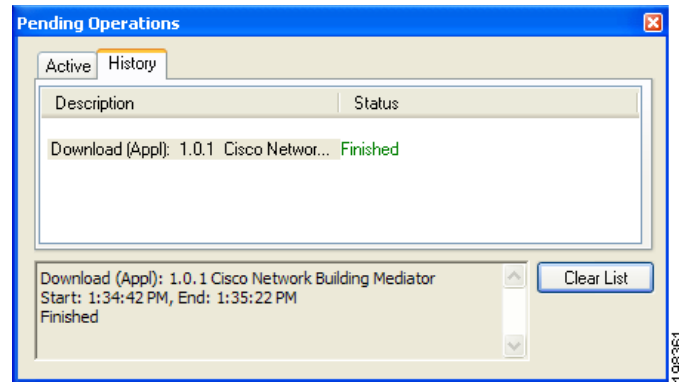 Pending Operations
Active History
Description Status
Download (Appl): 1.0.1 Cisco Networ... Finished
Download (Appl): 1.0.1 Cisco Network Building Mediator
Start: 1:34:42 PM, End: 1:35:22 PM
Finished
Clear List
198361